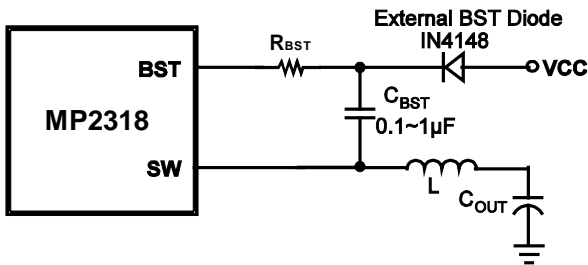 External BST Diode
IN4148
RBST
BST
VCC
CBST
0.1~1µF
MP2318
SW
L
COUT